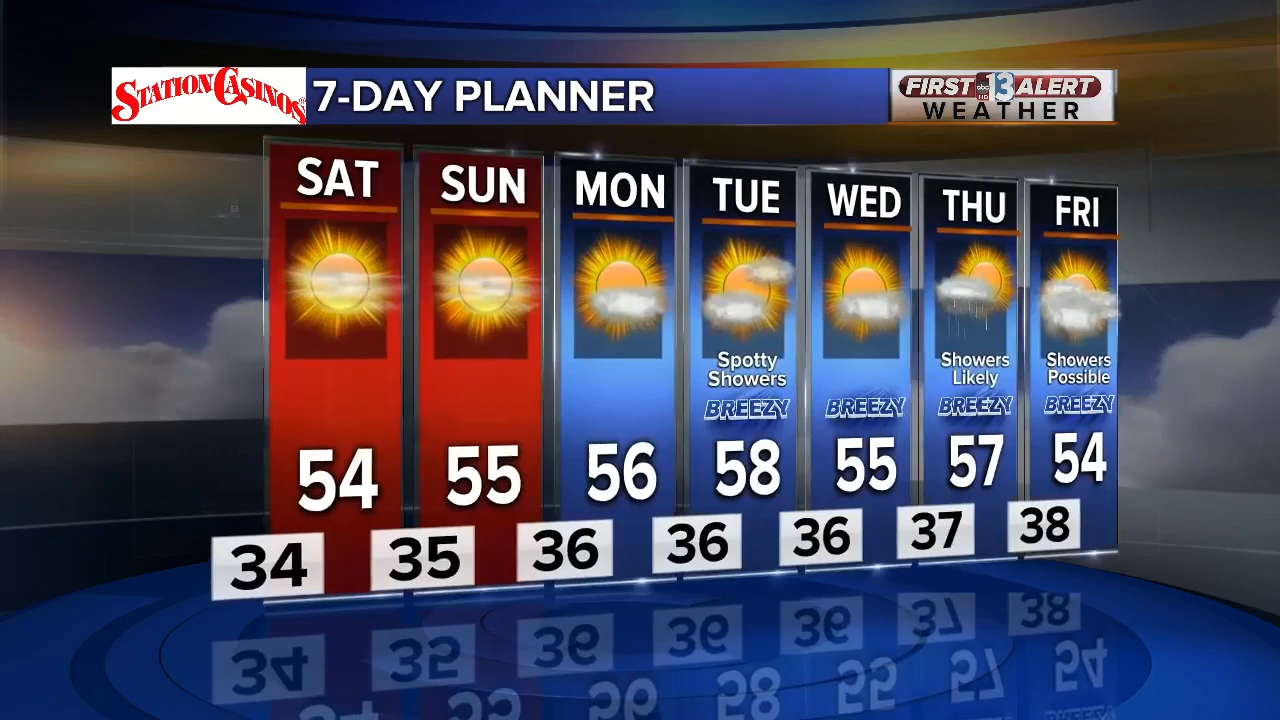 STATION CASINOS
7-DAY PLANNER
FIRST abc HD 13 ALERT
WEATHER
SAT
SUN
MON
TUE
WED
THU
FRI
Spotty
Showers
Showers
Likely
Showers
Possible
BREEZY
BREEZY
BREEZY
BREEZY
54
55
56
58
55
57
54
34
35
36
36
36
37
38